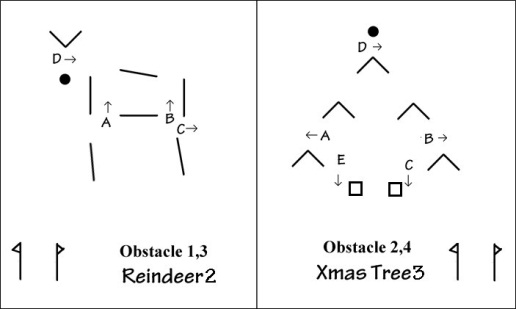 D →
↑
A
↑
B
C →
Obstacle 1,3
Reindeer2
D →
← A
B →
E
↓
C
↓
Obstacle 2,4
Xmas Tree3